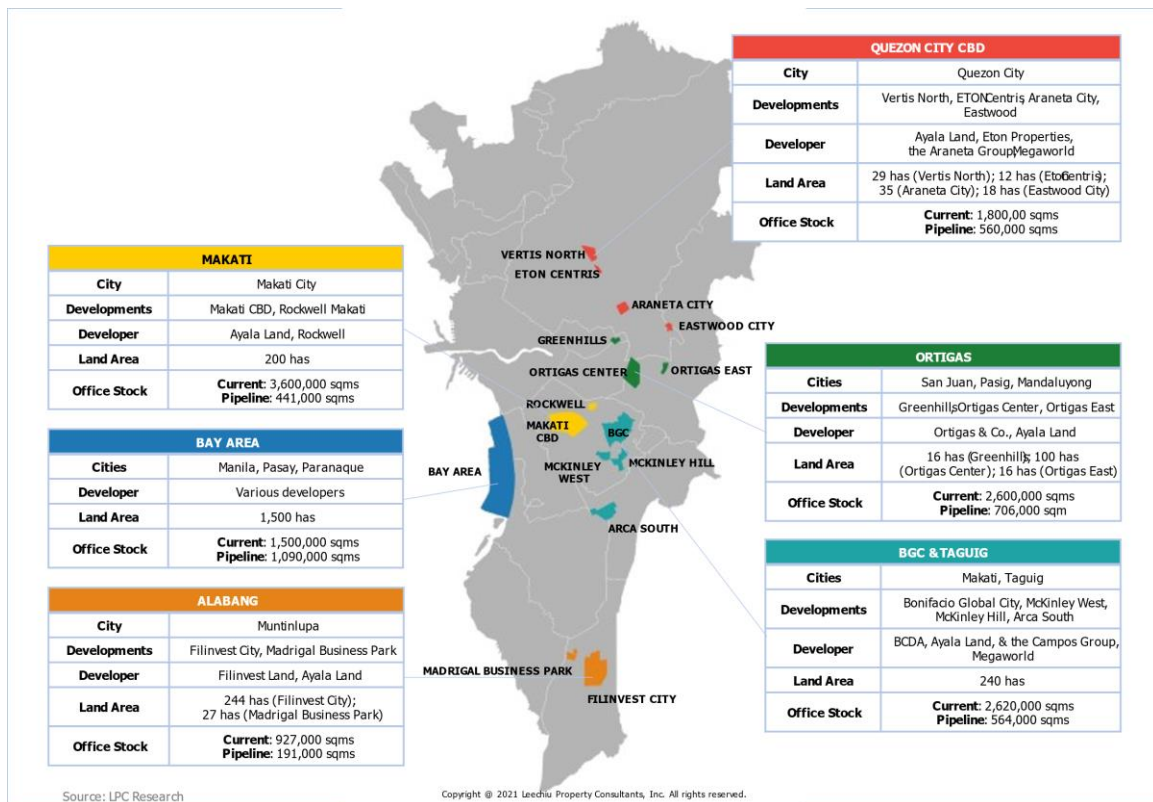 QUEZON CITY CBD
City Quezon City
Developments Vertis North, ETONCentris, Araneta City,
Eastwood
Developer Ayala Land, Eton Properties,
the Araneta Group, Megaworld
Land Area 29 has (Vertis North); 12 has (EtonCentris);
35 (Araneta City); 18 has (Eastwood City)
Office Stock Current: 1,800,00 sqms
Pipeline: 560,000 sqms
MAKATI
City Makati City
Developments Makati CBD, Rockwell Makati
Developer Ayala Land, Rockwell
Land Area 200 has
Office Stock Current: 3,600,000 sqms
Pipeline: 441,000 sqms
BAY AREA
Cities Manila, Pasay, Paranaque
Developer Various developers
Land Area 1,500 has
Office Stock Current: 1,500,000 sqms
Pipeline: 1,090,000 sqms
ALABANG
City Muntinlupa
Developments Filinvest City, Madrigal Business Park
Developer Filinvest Land, Ayala Land
Land Area 244 has (Filinvest City);
27 has (Madrigal Business Park)
Office Stock Current: 927,000 sqms
Pipeline: 191,000 sqms
VERTIS NORTH
ETON CENTRIS
ARANETA CITY
EASTWOOD CITY
GREENHILLS
ORTIGAS CENTER
ORTIGAS EAST
ROCKWELL
MAKATI
CBD
BGC
BAY AREA
MCKINLEY
WEST
MCKINLEY HILL
ARCA SOUTH
MADRIGAL BUSINESS PARK
FILINVEST CITY
ORTIGAS
Cities San Juan, Pasig, Mandaluyong
Developments Greenhills, Ortigas Center, Ortigas East
Developer Ortigas & Co., Ayala Land
Land Area 16 has (Greenhills); 100 has
(Ortigas Center); 16 has (Ortigas East)
Office Stock Current: 2,600,000 sqms
Pipeline: 706,000 sqm
BGC & TAGUIG
Cities Makati, Taguig
Developments Bonifacio Global City, McKinley West,
McKinley Hill, Arca South
Developer BCDA, Ayala Land, & the Campos Group,
Megaworld
Land Area 240 has
Office Stock Current: 2,620,000 sqms
Pipeline: 564,000 sqms
Source: LPC Research
Copyright @ 2021 Leechiu Property Consultants, Inc. All rights reserved.